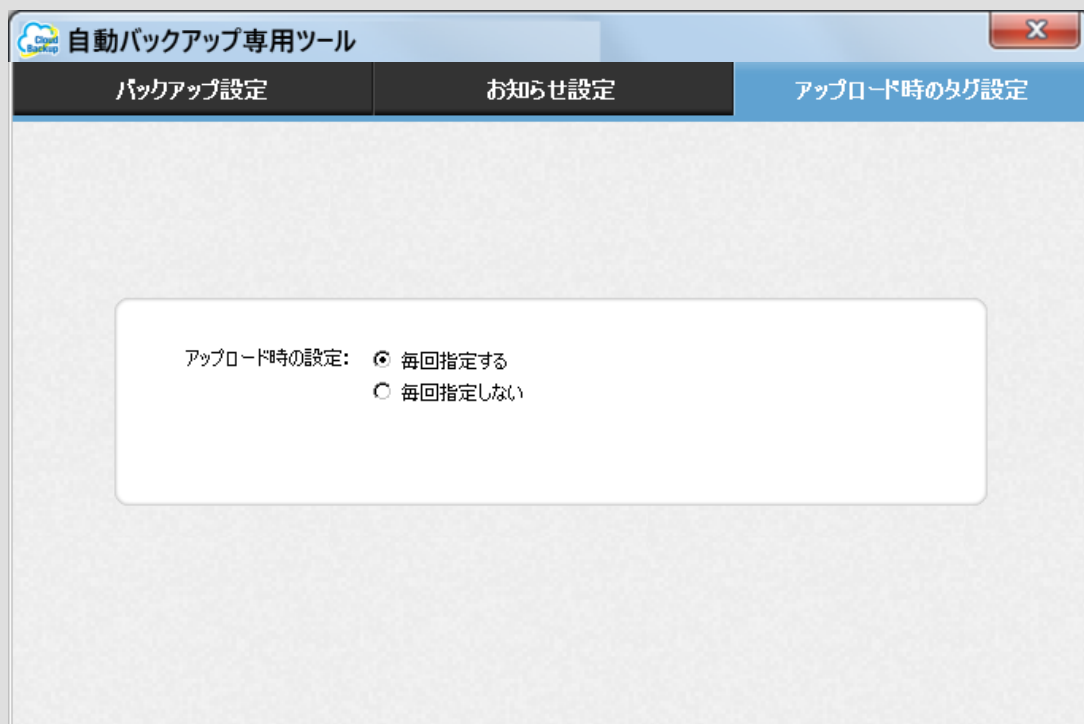 Cloud
Backup
自動バックアップ専用ツール
バックアップ設定
お知らせ設定
アップロード時のタグ設定
アップロード時の設定:
毎回指定する
毎回指定しない